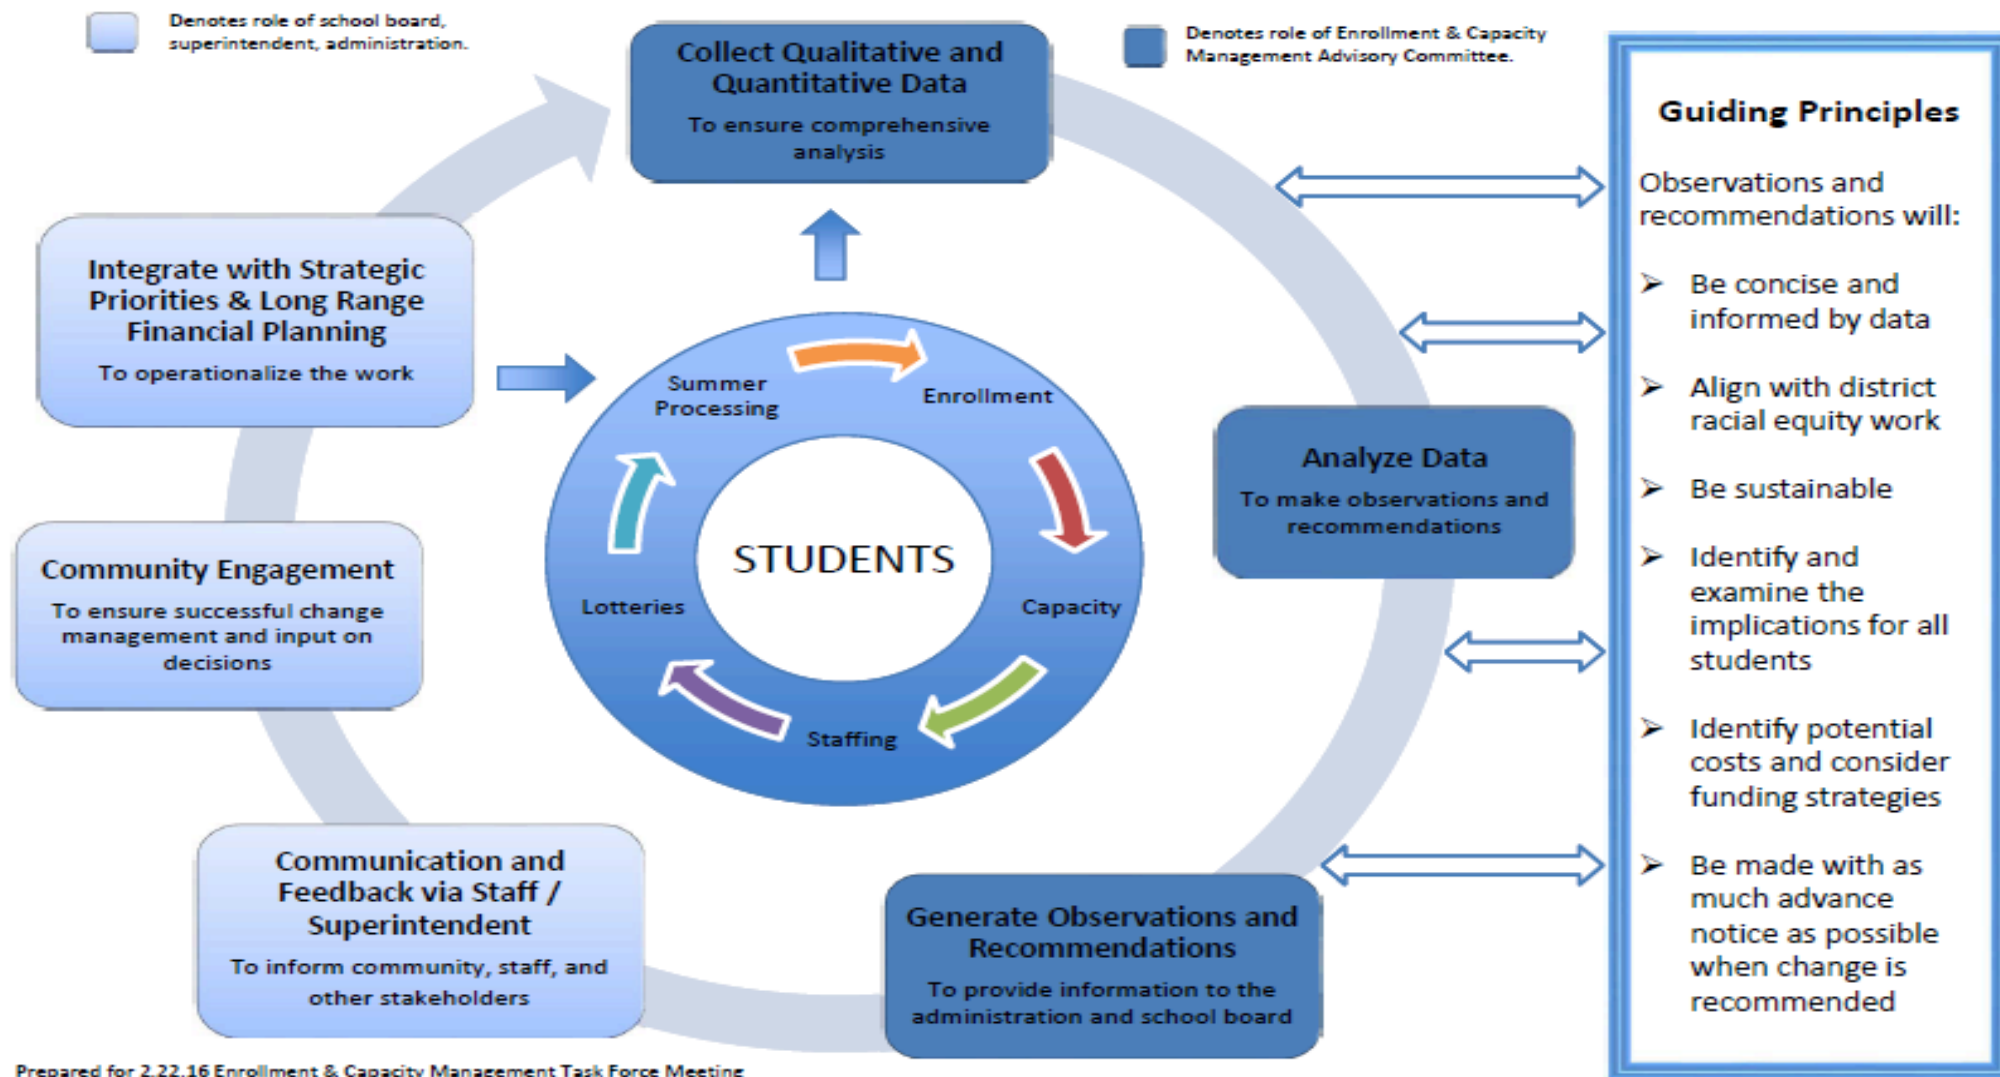 Denotes role of school board,
superintendent, administration.
Collect Qualitative and
Quantitative Data
To ensure comprehensive
analysis
Denotes role of Enrollment & Capacity
Management Advisory Committee.
Integrate with Strategic
Priorities & Long Range
Financial Planning
To operationalize the work
Summer
Processing
Enrollment
STUDENTS
Lotteries
Capacity
Staffing
Analyze Data
To make observations and
recommendations
Community Engagement
To ensure successful change
management and input on
decisions
Communication and
Feedback via Staff /
Superintendent
To inform community, staff, and
other stakeholders
Generate Observations and
Recommendations
To provide information to the
administration and school board
Guiding Principles
Observations and
recommendations will:
➢ Be concise and
informed by data
➢ Align with district
racial equity work
➢ Be sustainable
➢ Identify and
examine the
implications for all
students
➢ Identify potential
costs and consider
funding strategies
➢ Be made with as
much advance
notice as possible
when change is
recommended
Prepared for 2.22.16 Enrollment & Capacity Management Task Force Meeting